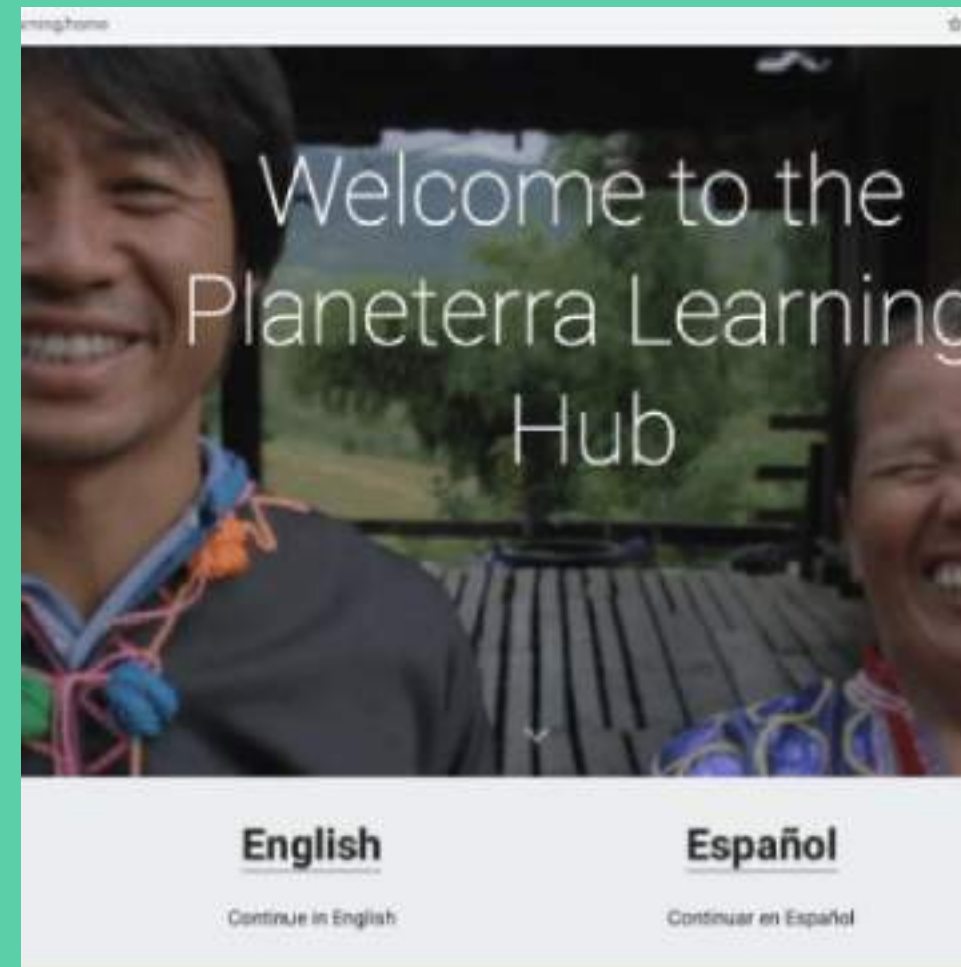 Welcome to the
Planeterra Learning
Hub
English
Español
Continue in English
Continuar en Español